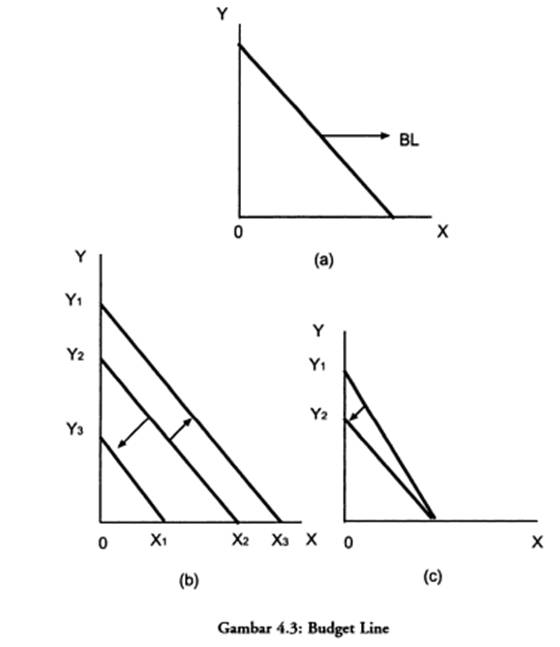 Y
BL
0 X
(a)
Y
Y1
Y2
Y3
0 X1 X2 X3 X
(b)
Y
Y1
Y2
0 X
(c)
Gambar 4.3: Budget Line